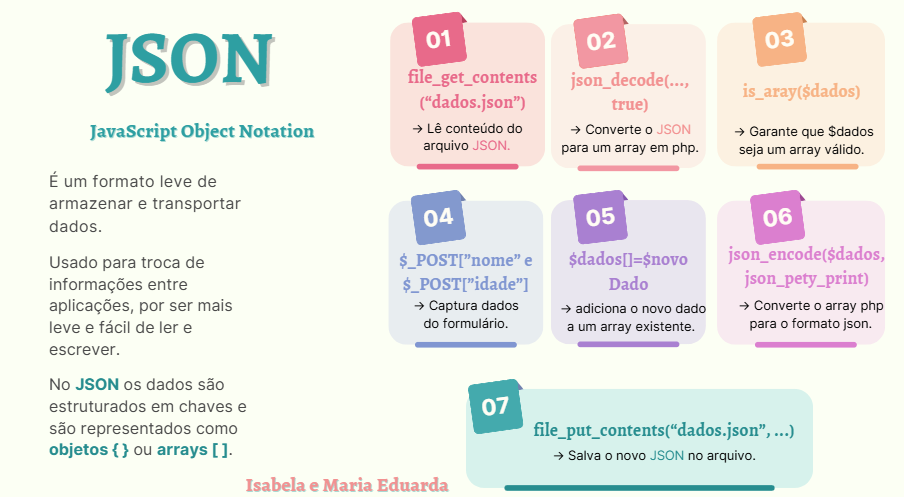 JSON
JavaScript Object Notation
É um formato leve de
armazenar e transportar
dados.
Usado para troca de
informações entre
aplicações, por ser mais
leve e fácil de ler e
escrever.
No JSON os dados são
estruturados em chaves e
são representados como
objetos { } ou arrays [ ].
Isabela e Maria Eduarda
01
file_get_contents
(“dados.json”)
→ Lê conteúdo do
arquivo JSON.
02
json_decode(...,
true)
→ Converte o JSON
para um array em php.
03
is_aray($dados)
→ Garante que $dados
seja um array válido.
04
$_POST["nome" e
$_POST["idade"]
→ Captura dados
do formulário.
05
$dados[]=$novo
Dado
→ adiciona o novo dado
a um array existente.
06
json_encode($dados,
json_pety_print)
→ Converte o array php
para o formato json.
07
file_put_contents(“dados.json”, ...)
→ Salva o novo JSON no arquivo.